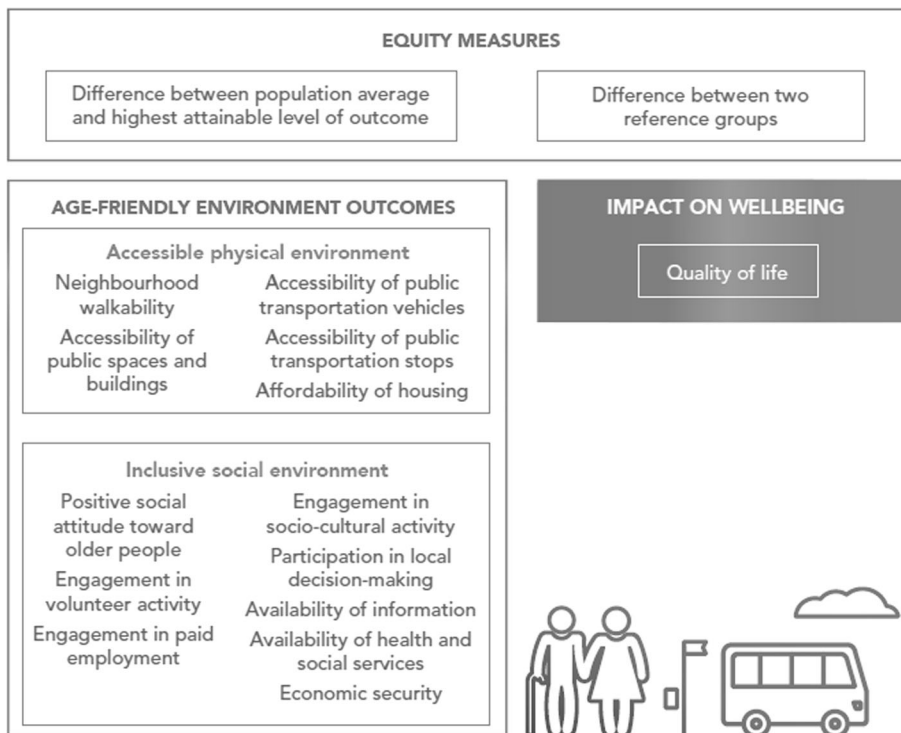 EQUITY MEASURES
Difference between population average
and highest attainable level of outcome
Difference between two
reference groups
AGE-FRIENDLY ENVIRONMENT OUTCOMES
Accessible physical environment
Neighbourhood
walkability
Accessibility of
public spaces and
buildings
Accessibility of public
transportation vehicles
Accessibility of public
transportation stops
Affordability of housing
Inclusive social environment
Positive social
attitude toward
older people
Engagement in
volunteer activity
Engagement in paid
employment
Engagement in
socio-cultural activity
Participation in local
decision-making
Availability of information
Availability of health and
social services
Economic security
IMPACT ON WELLBEING
Quality of life